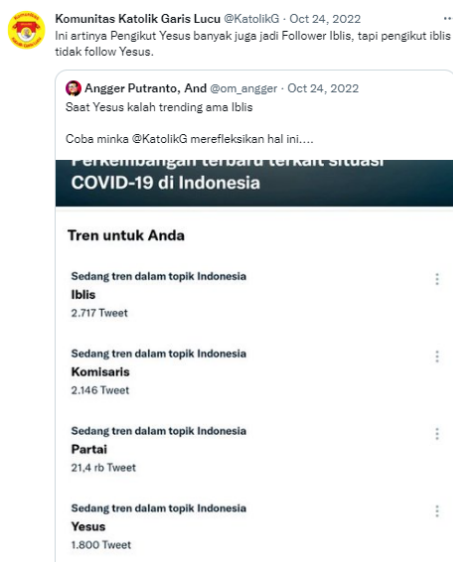 Komunitas Katolik Garis Lucu @KatolikG · Oct 24, 2022
Ini artinya Pengikut Yesus banyak juga jadi Follower Iblis, tapi pengikut iblis
tidak follow Yesus.
Angger Putranto, And @om_angger · Oct 24, 2022
Saat Yesus kalah trending ama Iblis
Coba minka @KatolikG merefleksikan hal ini....
Perkembangan terbaru terkait situasi
COVID-19 di Indonesia
Tren untuk Anda
Sedang tren dalam topik Indonesia
Iblis
2.717 Tweet
Sedang tren dalam topik Indonesia
Komisaris
2.146 Tweet
Sedang tren dalam topik Indonesia
Partai
21,4 rb Tweet
Sedang tren dalam topik Indonesia
Yesus
1.800 Tweet